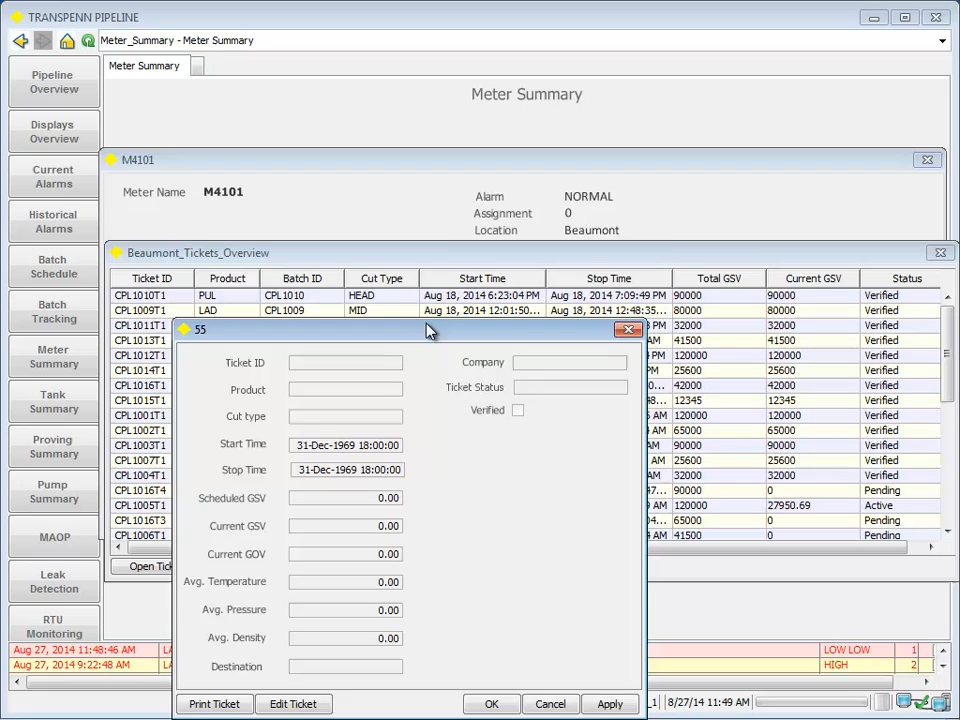 TRANSPENN PIPELINE
Meter_Summary - Meter Summary
Pipeline Overview
Displays Overview
Current Alarms
Historical Alarms
Batch Schedule
Batch Tracking
Meter Summary
Tank Summary
Proving Summary
Pump Summary
MAOP
Leak Detection
RTU Monitoring
Meter Summary
Meter Summary
M4101
Meter Name M4101
Alarm NORMAL
Assignment 0
Location Beaumont
Beaumont_Tickets_Overview
Ticket ID Product Batch ID Cut Type Start Time Stop Time Total GSV Current GSV Status
CPL1010T1 PUL CPL1010 HEAD Aug 18, 2014 6:23:04 PM Aug 18, 2014 7:09:49 PM 90000 90000 Verified
CPL1009T1 LAD CPL1009 MID Aug 18, 2014 12:01:50... Aug 18, 2014 12:48:35... 80000 80000 Verified
CPL1011T1 32000 32000 Verified
CPL1013T1 PM 41500 41500 Verified
CPL1012T1 120000 120000 Verified
CPL1014T1 PM 25600 25600 Verified
CPL1016T1 42000 42000 Verified
CPL1015T1 12345 12345 Verified
CPL1001T1 AM 120000 120000 Verified
CPL1002T1 65000 65000 Verified
CPL1003T1 AM 90000 90000 Verified
CPL1007T1 AM 25600 25600 Verified
CPL1004T1 32000 32000 Verified
CPL1016T4 47... 90000 0 Pending
CPL1005T1 AM 120000 27950.69 Active
CPL1016T3 04... 65000 0 Pending
CPL1006T1 AM 41500 0 Pending
Open Tic
55
Ticket ID
Product
Cut type
Start Time 31-Dec-1969 18:00:00
Stop Time 31-Dec-1969 18:00:00
Scheduled GSV 0.00
Current GSV 0.00
Current GOV 0.00
Avg. Temperature 0.00
Avg. Pressure 0.00
Avg. Density 0.00
Destination
Company
Ticket Status
Verified
Print Ticket Edit Ticket OK Cancel Apply
Aug 27, 2014 11:48:46 AM LOW LOW 1
Aug 27, 2014 9:22:48 AM HIGH 2
_1 8/27/14 11:49 AM